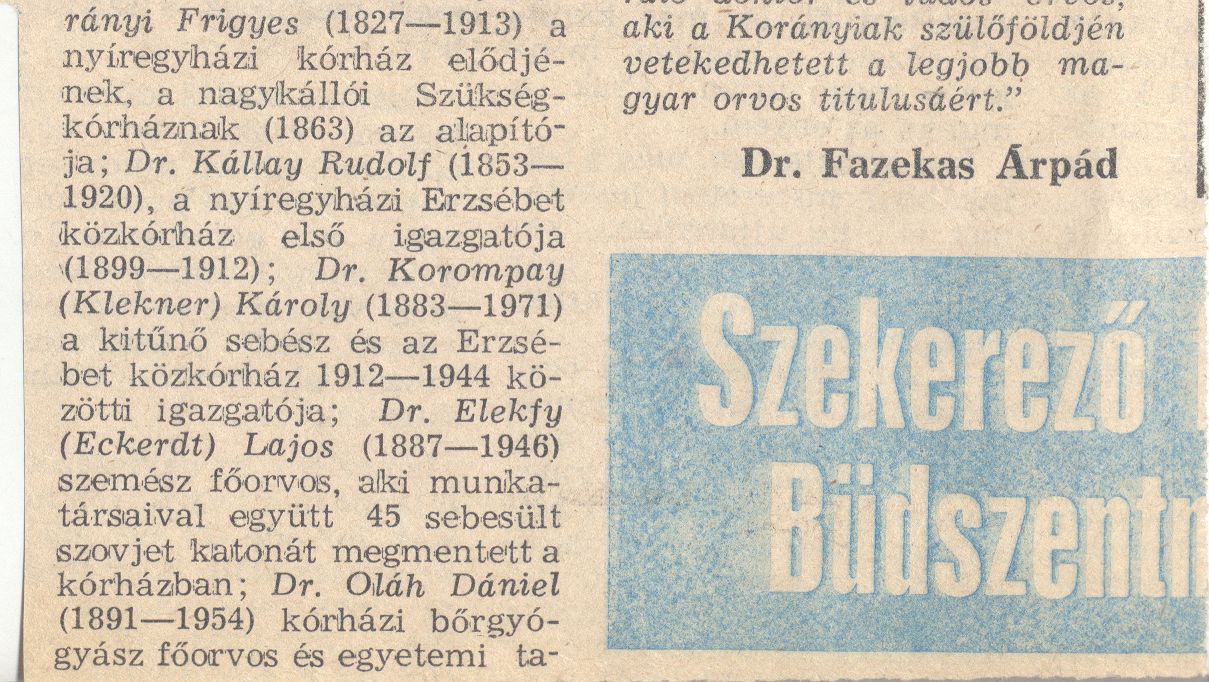 rányi Frigyes (1827—1913) a
nyíregyházi kórház elődjé-
nek, a nagykállói Szükség-
kórháznak (1863) az alapító-
ja; Dr. Kállay Rudolf (1853—
1920), a nyíregyházi Erzsébet
közkórház első igazgatója
(1899—1912); Dr. Korompay
(Klekner) Károly (1883—1971)
a kitűnő sebész és az Erzsé-
bet közkórház 1912—1944 kö-
zötti igazgatója; Dr. Elekfy
(Eckerdt) Lajos (1887—1946)
szemész főorvos, aki munka-
társaival együtt 45 sebesült
szovjet katonát megmentett a
kórházban; Dr. Oláh Dániel
(1891—1954) kórházi bőrgyó-
gyász főorvos és egyetemi ta-
aki a Korányiak szülőföldjén
vetekedhetett a legjobb ma-
gyar orvos titulusáért.”
Dr. Fazekas Árpád
Szekerező
Büdszentm